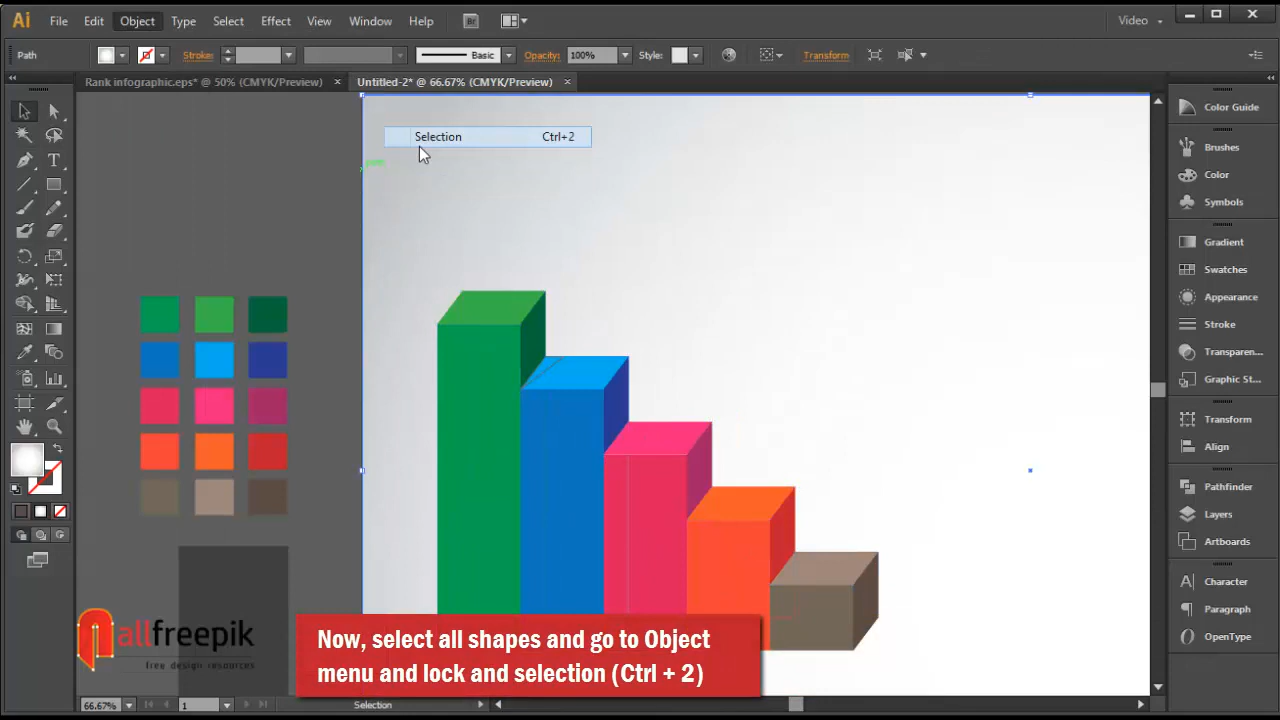 Ai File Edit Object Type Select Effect View Window Help Br Video
Path Stroke: Basic Opacity: 100% Style: Transform
Rank infographic.eps* @ 50% (CMYK/Preview) × Untitled-2* @ 66.67% (CMYK/Preview) ×
Selection Ctrl+2
Color Guide
Brushes
Color
Symbols
Gradient
Swatches
Appearance
Stroke
Transparen...
Graphic St...
Transform
Align
Pathfinder
Layers
Artboards
Character
Paragraph
OpenType
allfreepik
free design resources
Now, select all shapes and go to Object
menu and lock and selection (Ctrl + 2)
66.67% 1 Selection